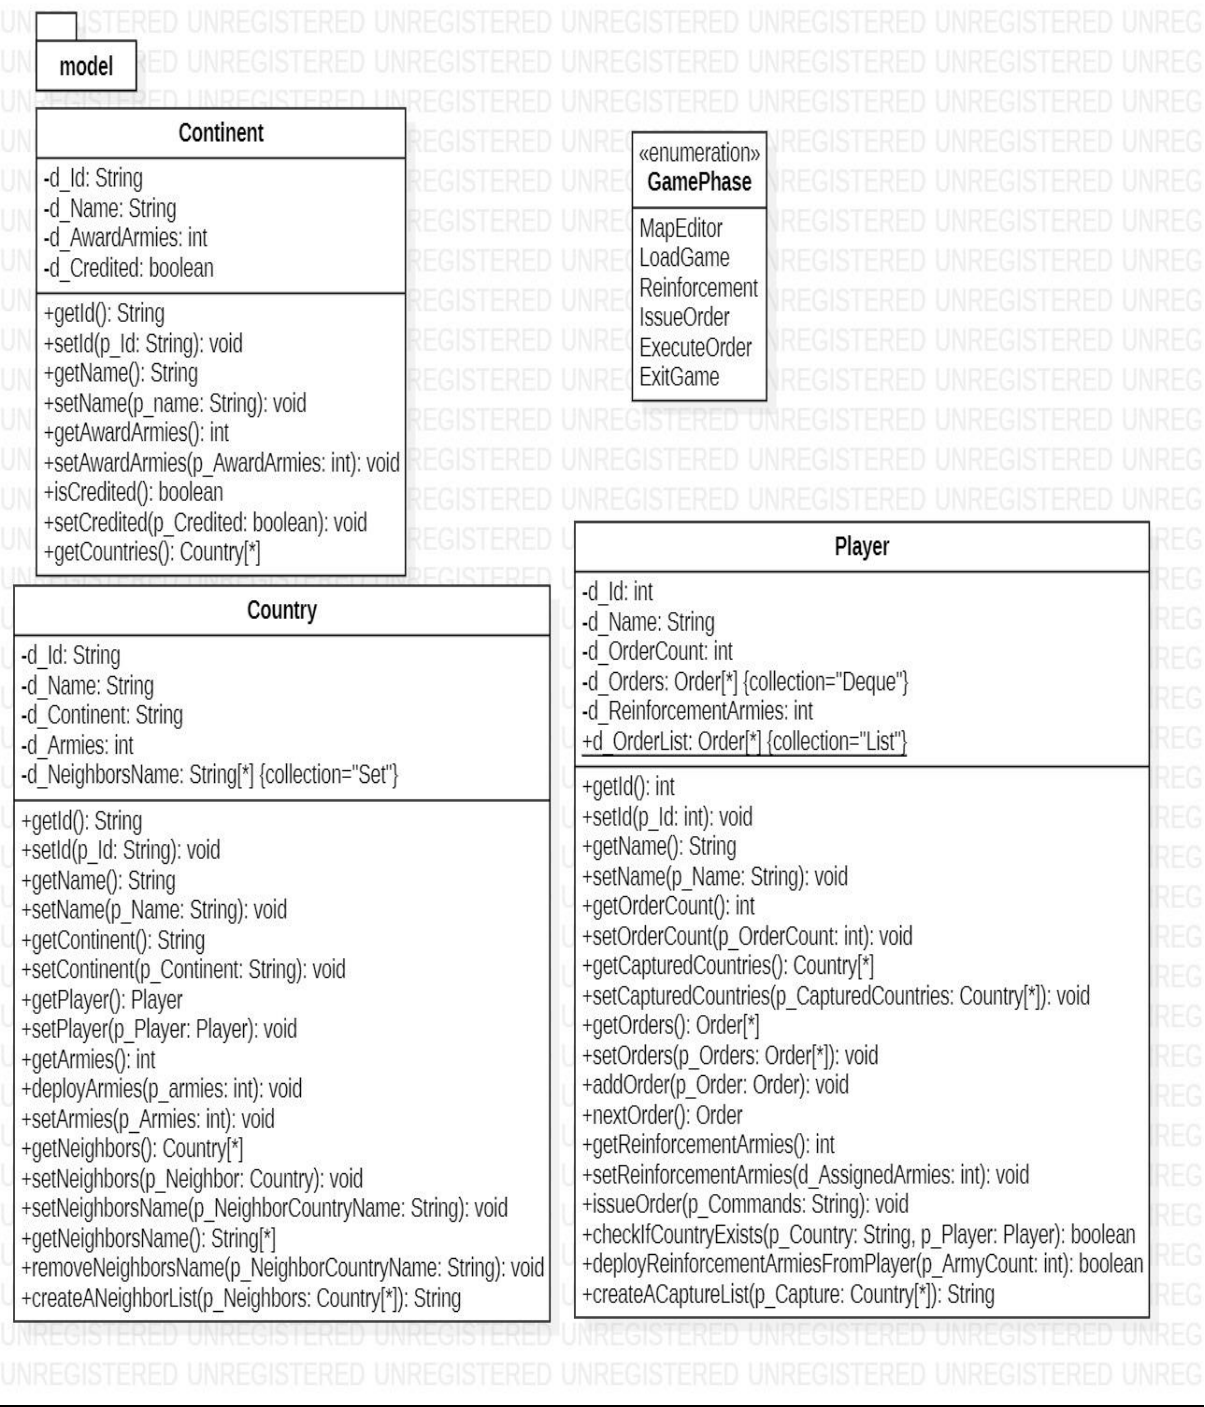 model
Continent
-d_Id: String
-d_Name: String
-d_AwardArmies: int
-d_Credited: boolean
+getId(): String
+setId(p_Id: String): void
+getName(): String
+setName(p_name: String): void
+getAwardArmies(): int
+setAwardArmies(p_AwardArmies: int): void
+isCredited(): boolean
+setCredited(p_Credited: boolean): void
+getCountries(): Country[*]
«enumeration»
GamePhase
MapEditor
LoadGame
Reinforcement
IssueOrder
ExecuteOrder
ExitGame
Country
-d_Id: String
-d_Name: String
-d_Continent: String
-d_Armies: int
-d_NeighborsName: String[*] {collection="Set"}
+getId(): String
+setId(p_Id: String): void
+getName(): String
+setName(p_Name: String): void
+getContinent(): String
+setContinent(p_Continent: String): void
+getPlayer(): Player
+setPlayer(p_Player: Player): void
+getArmies(): int
+deployArmies(p_armies: int): void
+setArmies(p_Armies: int): void
+getNeighbors(): Country[*]
+setNeighbors(p_Neighbor: Country): void
+setNeighborsName(p_NeighborCountryName: String): void
+getNeighborsName(): String[*]
+removeNeighborsName(p_NeighborCountryName: String): void
+createANeighborList(p_Neighbors: Country[*]): String
Player
-d_Id: int
-d_Name: String
-d_OrderCount: int
-d_Orders: Order[*] {collection="Deque"}
-d_ReinforcementArmies: int
+d_OrderList: Order[*] {collection="List"}
+getId(): int
+setId(p_Id: int): void
+getName(): String
+setName(p_Name: String): void
+getOrderCount(): int
+setOrderCount(p_OrderCount: int): void
+getCapturedCountries(): Country[*]
+setCapturedCountries(p_CapturedCountries: Country[*]): void
+getOrders(): Order[*]
+setOrders(p_Orders: Order[*]): void
+addOrder(p_Order: Order): void
+nextOrder(): Order
+getReinforcementArmies(): int
+setReinforcementArmies(d_AssignedArmies: int): void
+issueOrder(p_Commands: String): void
+checkIfCountryExists(p_Country: String, p_Player: Player): boolean
+deployReinforcementArmiesFromPlayer(p_ArmyCount: int): boolean
+createACaptureList(p_Capture: Country[*]): String
UNREGISTERED UNREGISTERED UNREGISTERED UNREGISTERED UNREGISTERED UNREGISTERED UNREG